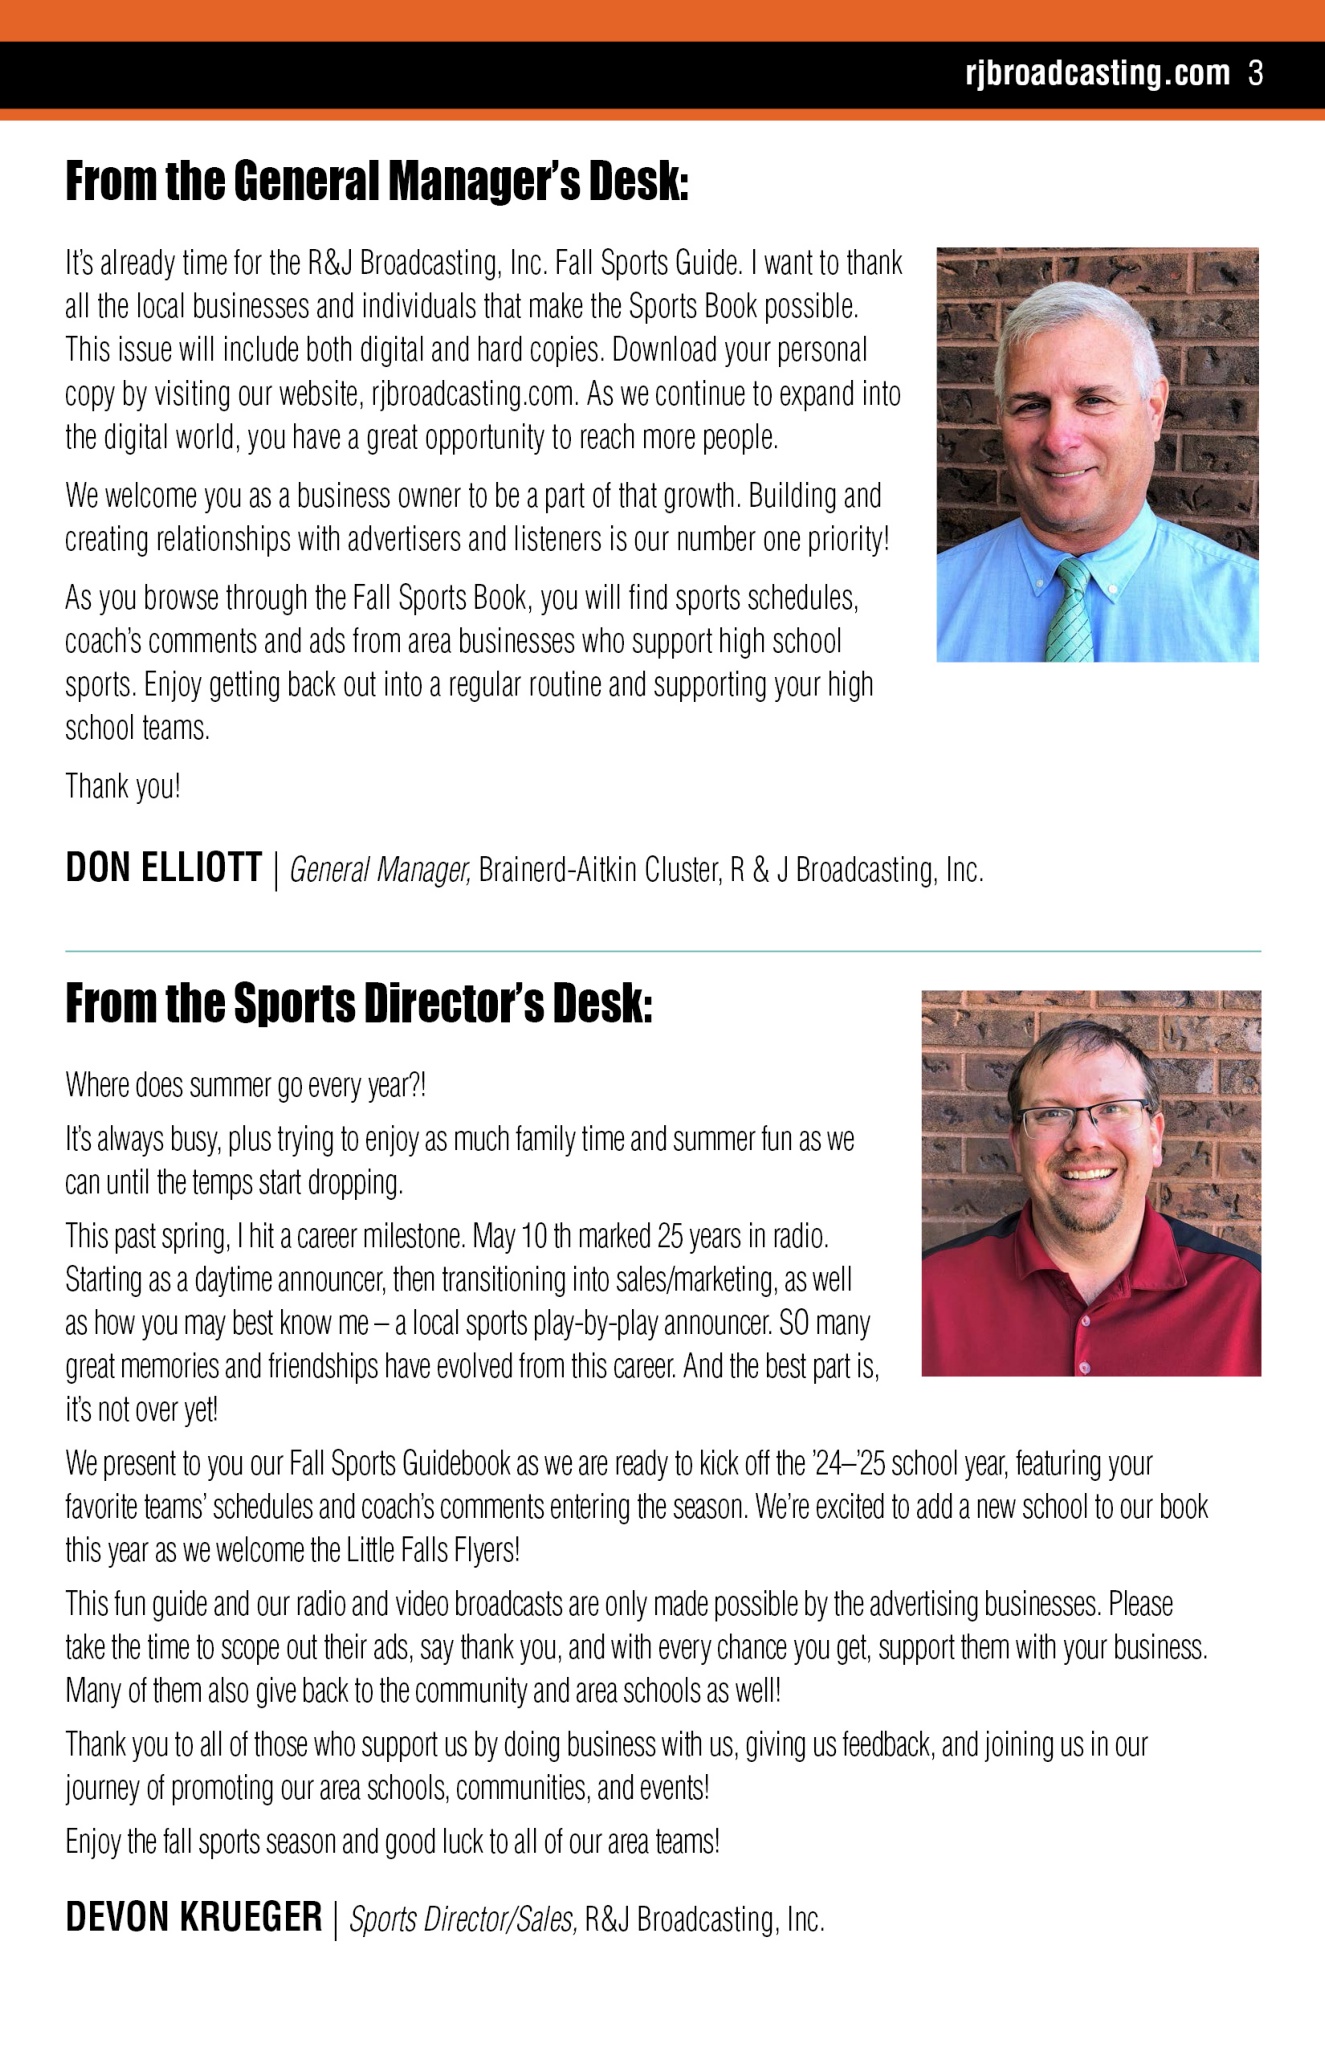 rjbroadcasting.com 3
From the General Manager's Desk:
It's already time for the R&J Broadcasting, Inc. Fall Sports Guide. I want to thank
all the local businesses and individuals that make the Sports Book possible.
This issue will include both digital and hard copies. Download your personal
copy by visiting our website, rjbroadcasting.com. As we continue to expand into
the digital world, you have a great opportunity to reach more people.
We welcome you as a business owner to be a part of that growth. Building and
creating relationships with advertisers and listeners is our number one priority!
As you browse through the Fall Sports Book, you will find sports schedules,
coach's comments and ads from area businesses who support high school
sports. Enjoy getting back out into a regular routine and supporting your high
school teams.
Thank you!
DON ELLIOTT | General Manager, Brainerd-Aitkin Cluster, R & J Broadcasting, Inc.
From the Sports Director's Desk:
Where does summer go every year?!
It's always busy, plus trying to enjoy as much family time and summer fun as we
can until the temps start dropping.
This past spring, I hit a career milestone. May 10 th marked 25 years in radio.
Starting as a daytime announcer, then transitioning into sales/marketing, as well
as how you may best know me – a local sports play-by-play announcer. SO many
great memories and friendships have evolved from this career. And the best part is,
it's not over yet!
We present to you our Fall Sports Guidebook as we are ready to kick off the '24–'25 school year, featuring your
favorite teams' schedules and coach's comments entering the season. We're excited to add a new school to our book
this year as we welcome the Little Falls Flyers!
This fun guide and our radio and video broadcasts are only made possible by the advertising businesses. Please
take the time to scope out their ads, say thank you, and with every chance you get, support them with your business.
Many of them also give back to the community and area schools as well!
Thank you to all of those who support us by doing business with us, giving us feedback, and joining us in our
journey of promoting our area schools, communities, and events!
Enjoy the fall sports season and good luck to all of our area teams!
DEVON KRUEGER | Sports Director/Sales, R&J Broadcasting, Inc.